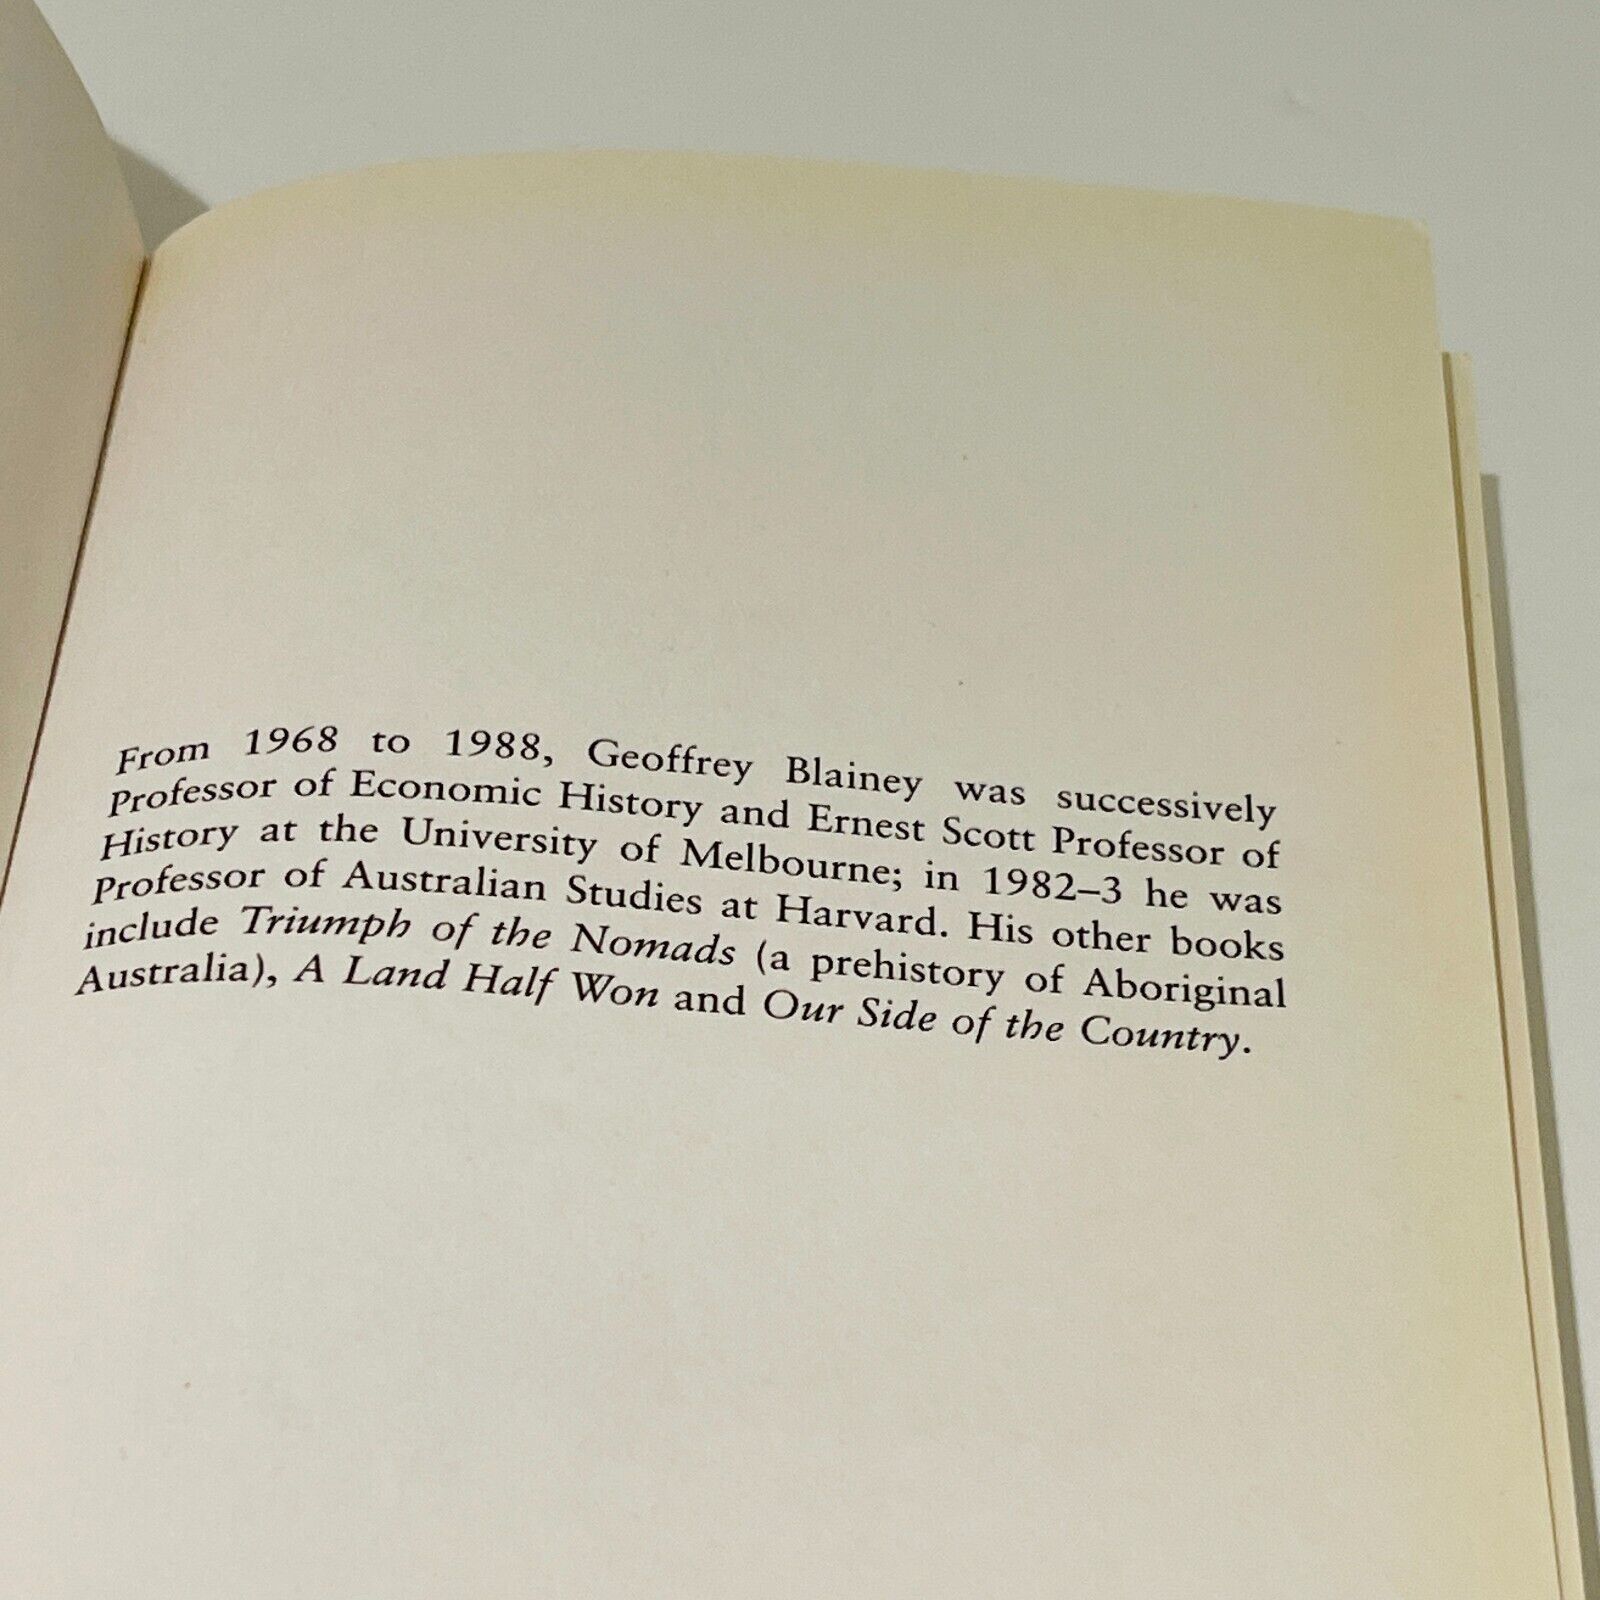 From 1968 to 1988, Geoffrey Blainey was successively
Professor of Economic History and Ernest Scott Professor of
History at the University of Melbourne; in 1982–3 he was
Professor of Australian Studies at Harvard. His other books
include Triumph of the Nomads (a prehistory of Aboriginal
Australia), A Land Half Won and Our Side of the Country.